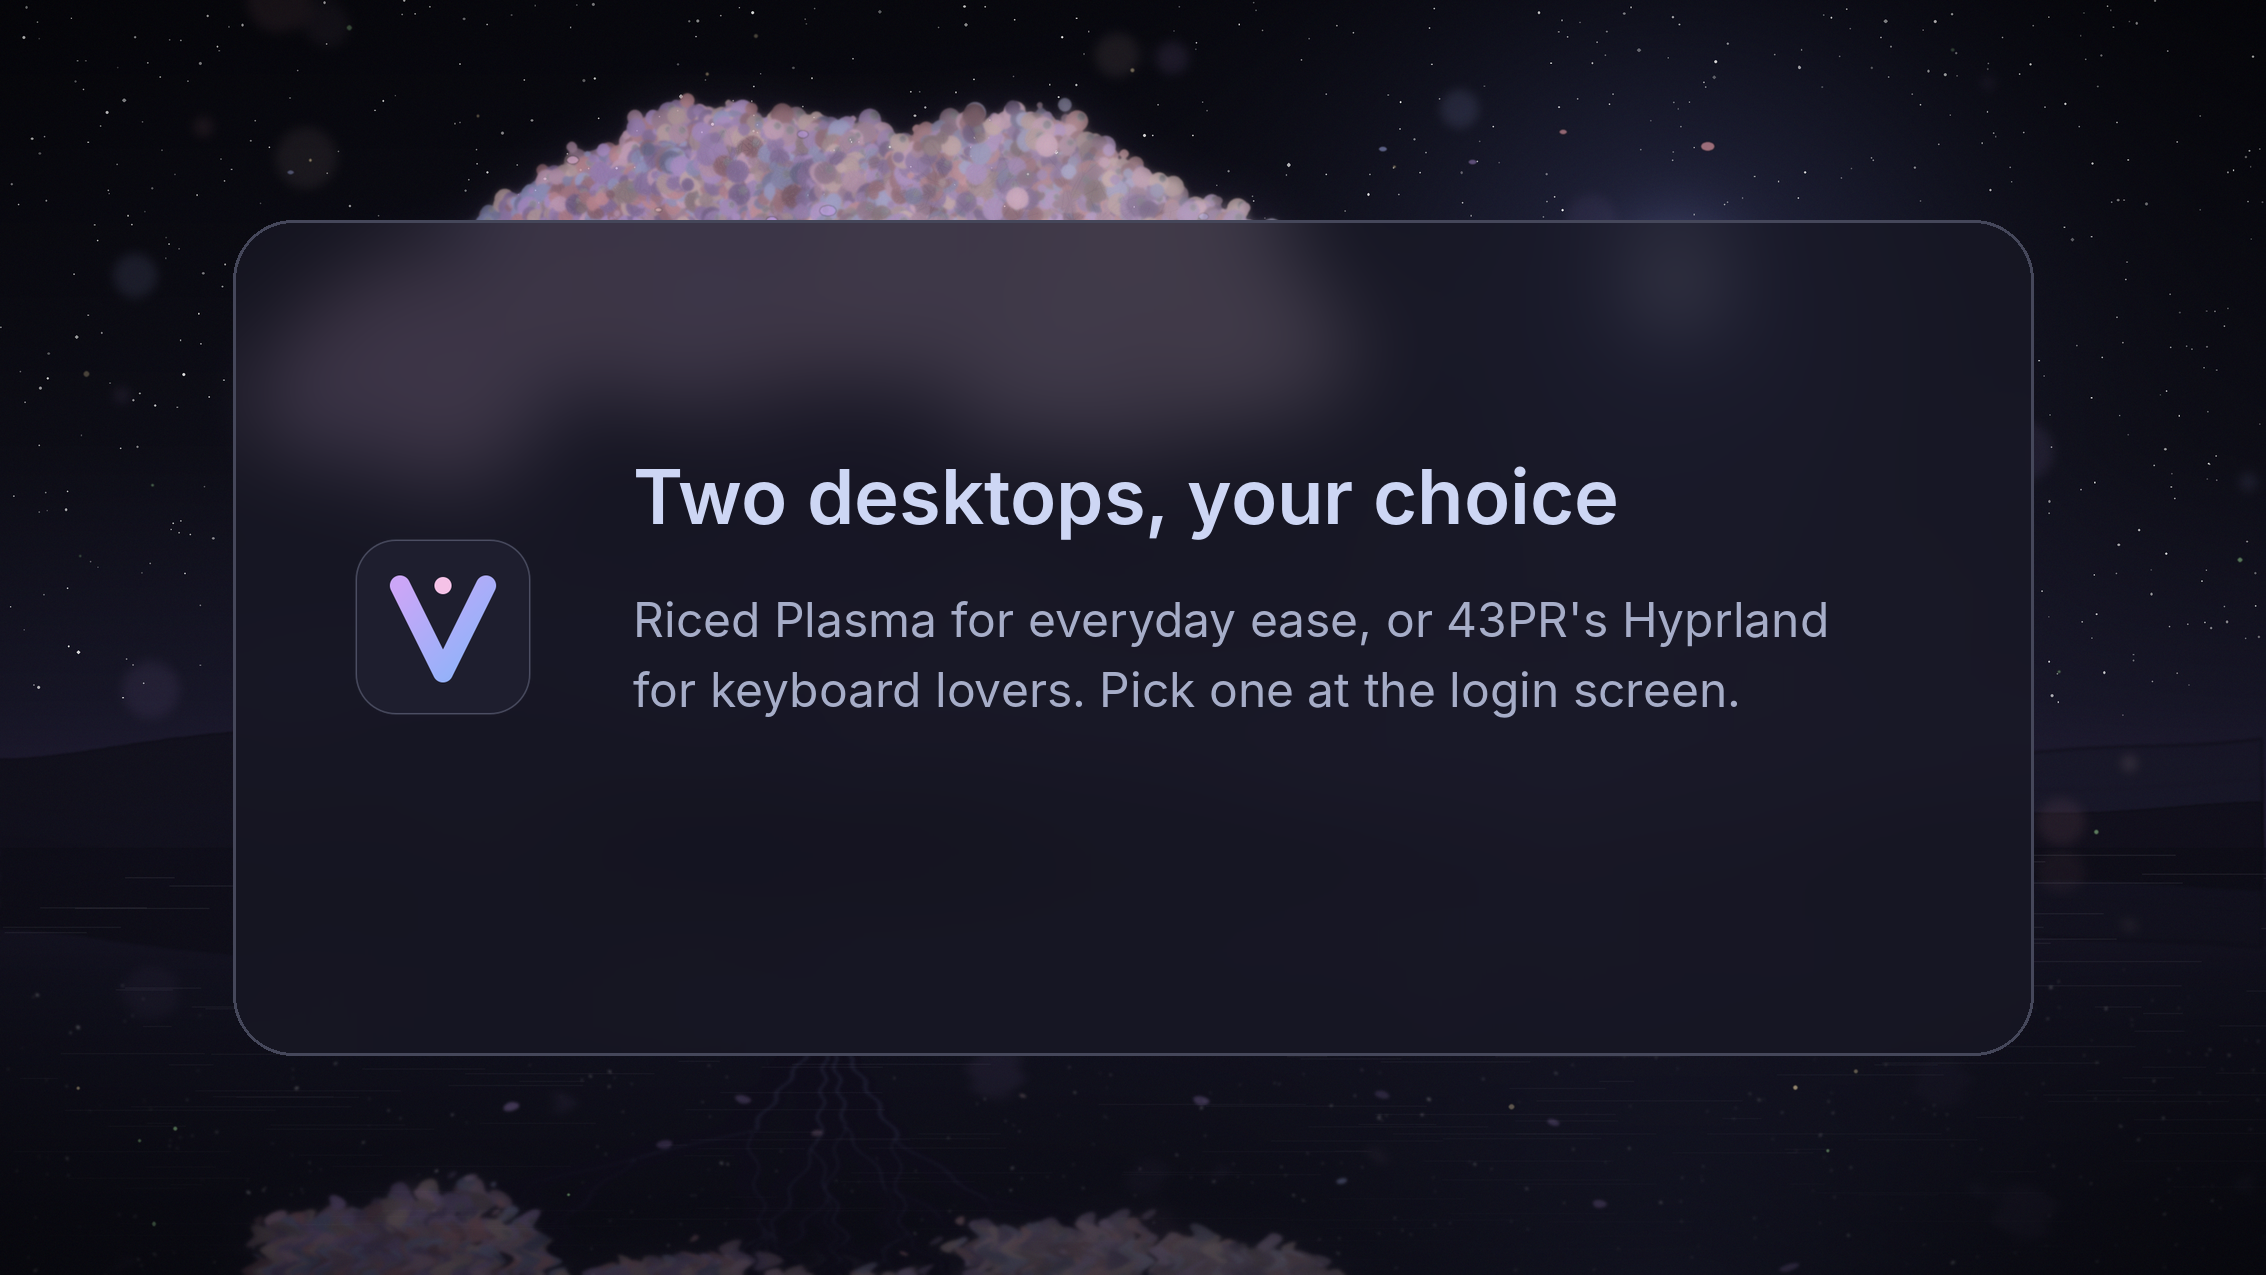 Two desktops, your choice
Riced Plasma for everyday ease, or 43PR's Hyprland
for keyboard lovers. Pick one at the login screen.